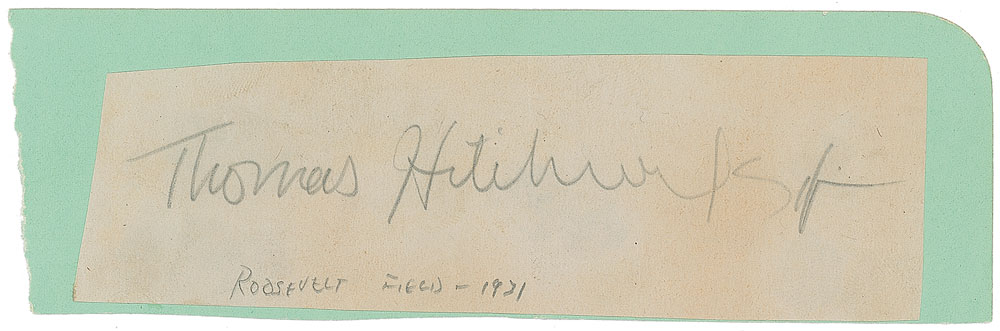 Thomas Hitchcock Jr
ROOSEVELT FIELD - 1931